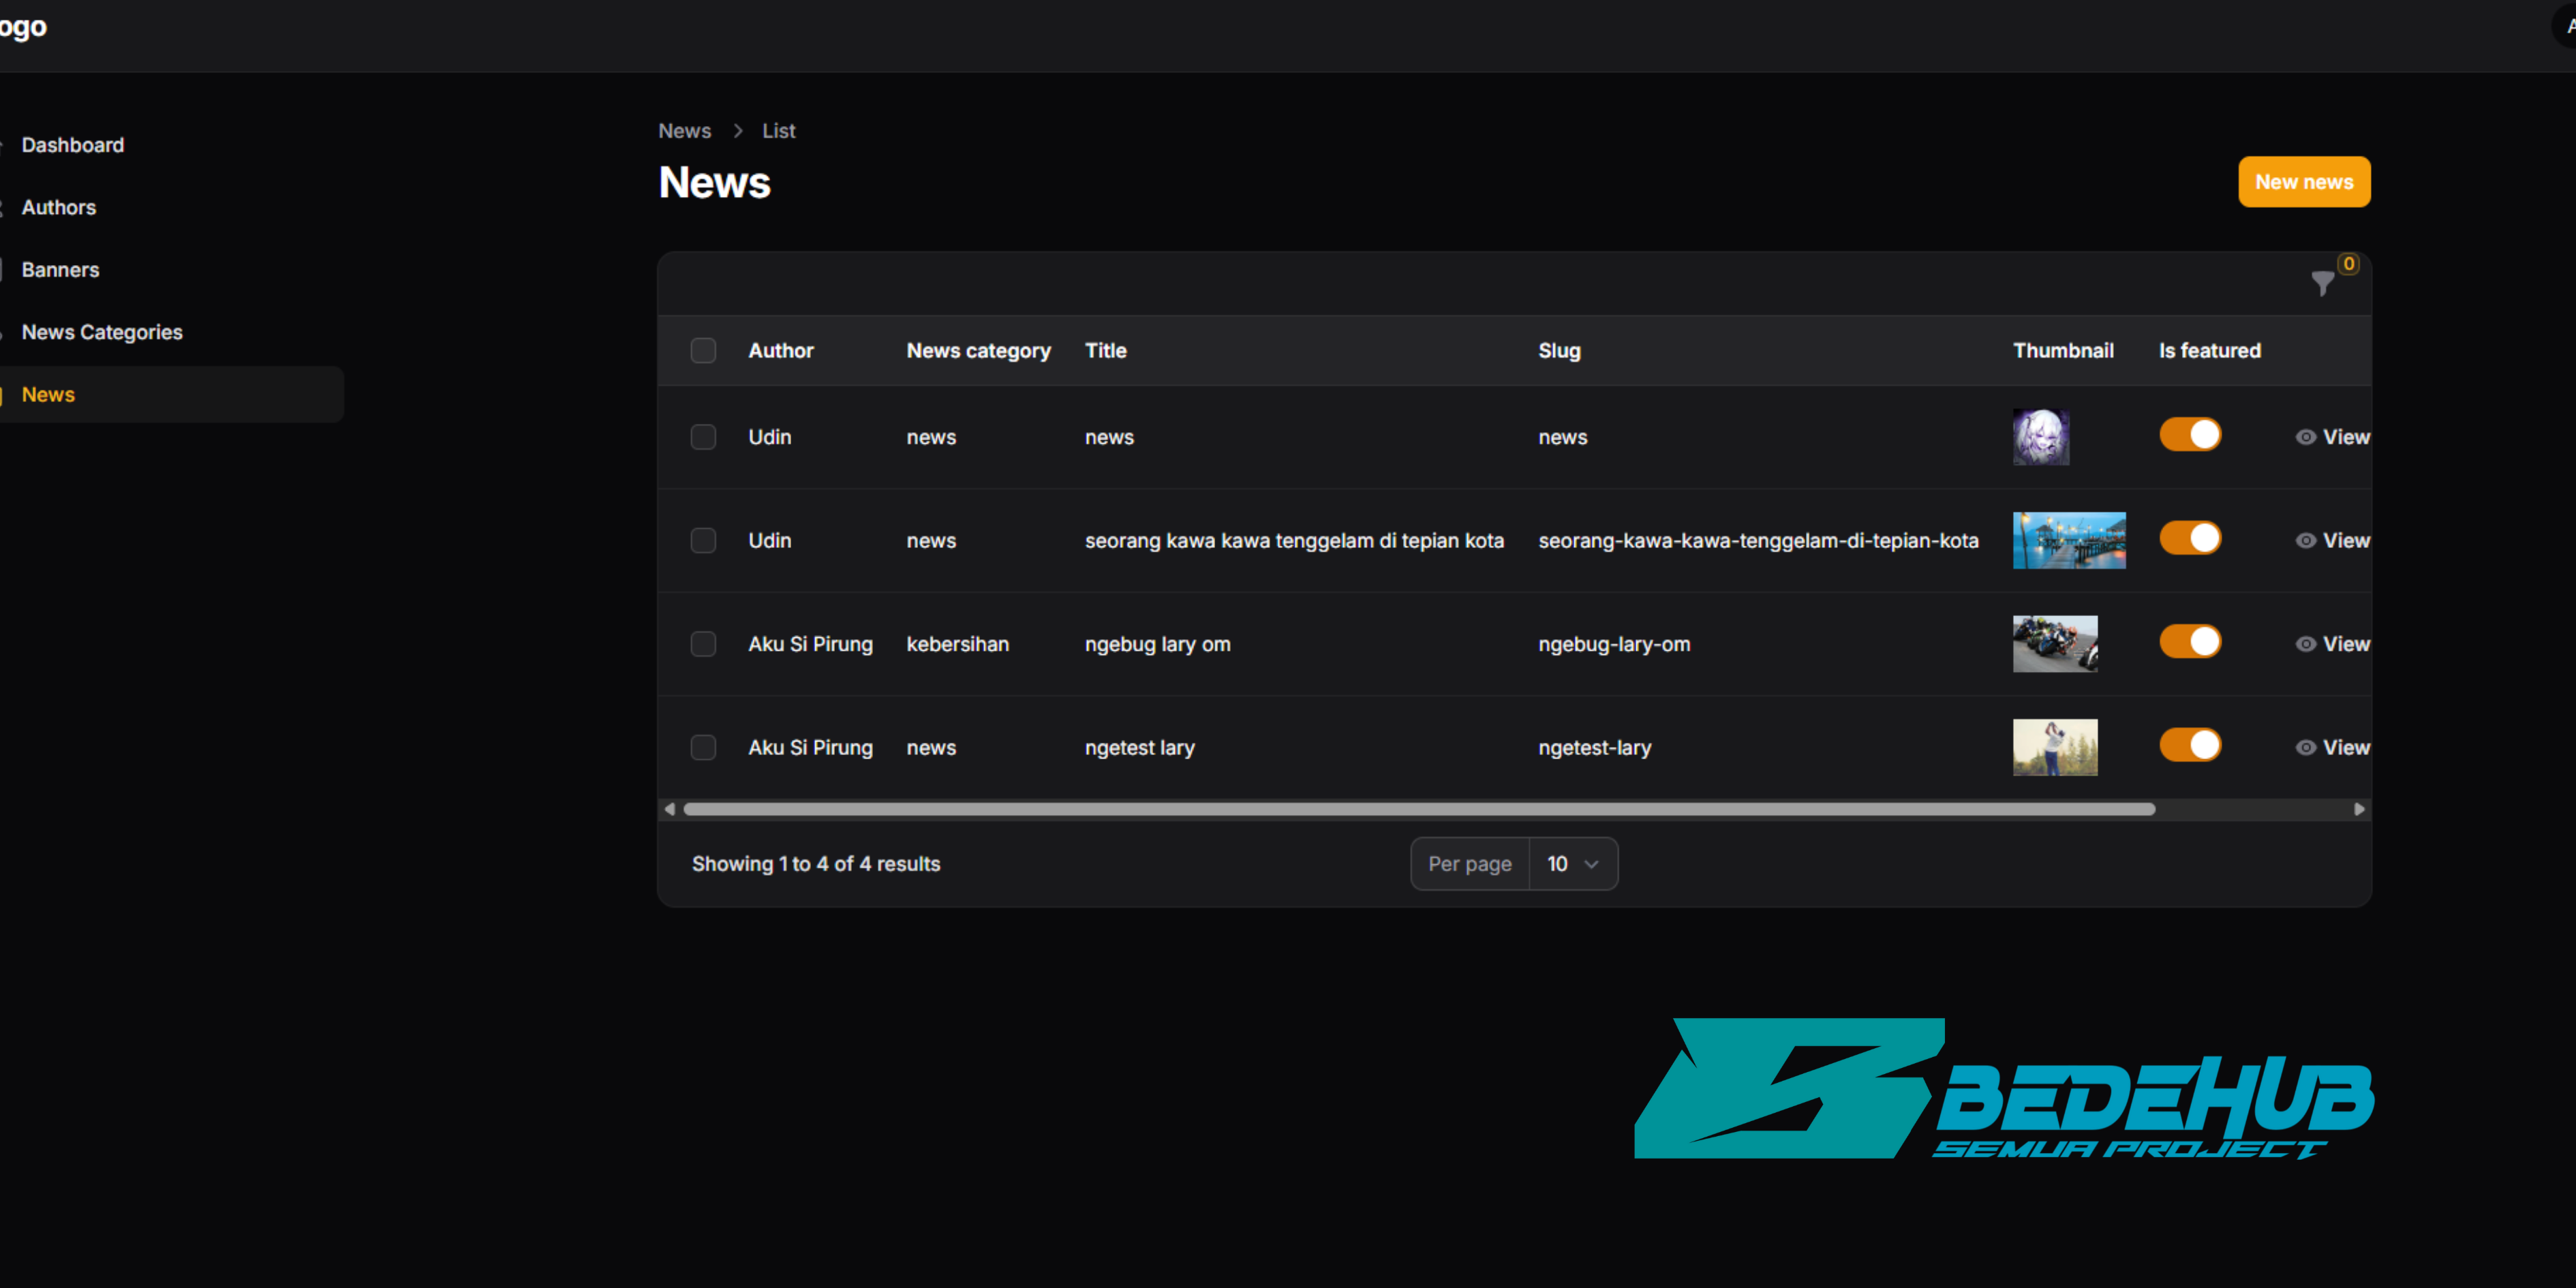 ogo
A
Dashboard
Authors
Banners
News Categories
News
News > List
News
New news
0
Author News category Title Slug Thumbnail Is featured
Udin news news news View
Udin news seorang kawa kawa tenggelam di tepian kota seorang-kawa-kawa-tenggelam-di-tepian-kota View
Aku Si Pirung kebersihan ngebug lary om ngebug-lary-om View
Aku Si Pirung news ngetest lary ngetest-lary View
Showing 1 to 4 of 4 results
Per page 10
BEDEHUB
SEMUA PROJECT